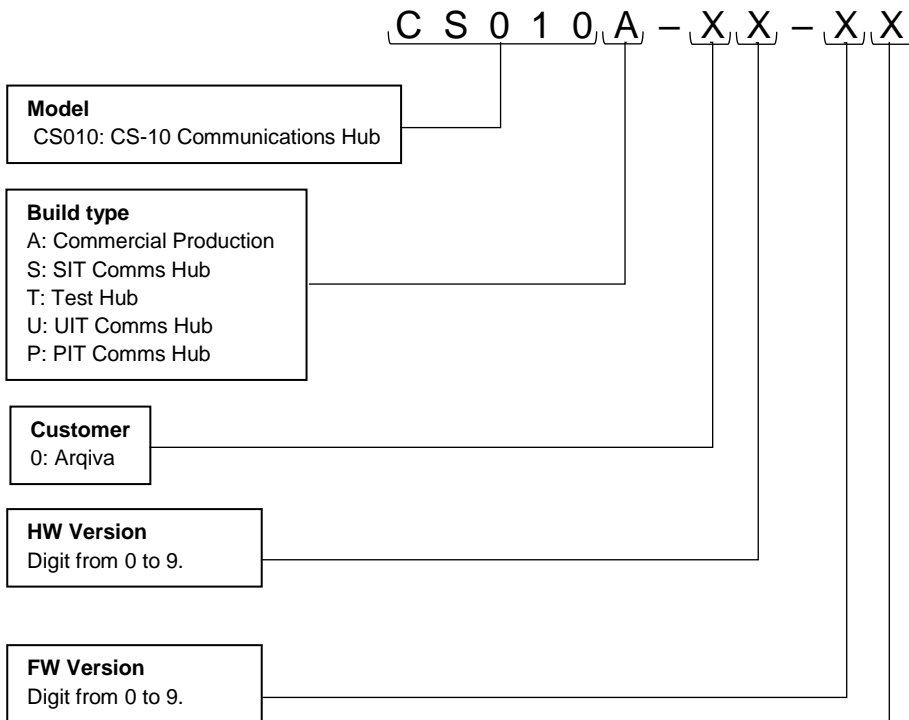 C S 0 1 0 A – X X – X X
Model
CS010: CS-10 Communications Hub
Build type
A: Commercial Production
S: SIT Comms Hub
T: Test Hub
U: UIT Comms Hub
P: PIT Comms Hub
Customer
0: Arqiva
HW Version
Digit from 0 to 9.
FW Version
Digit from 0 to 9.